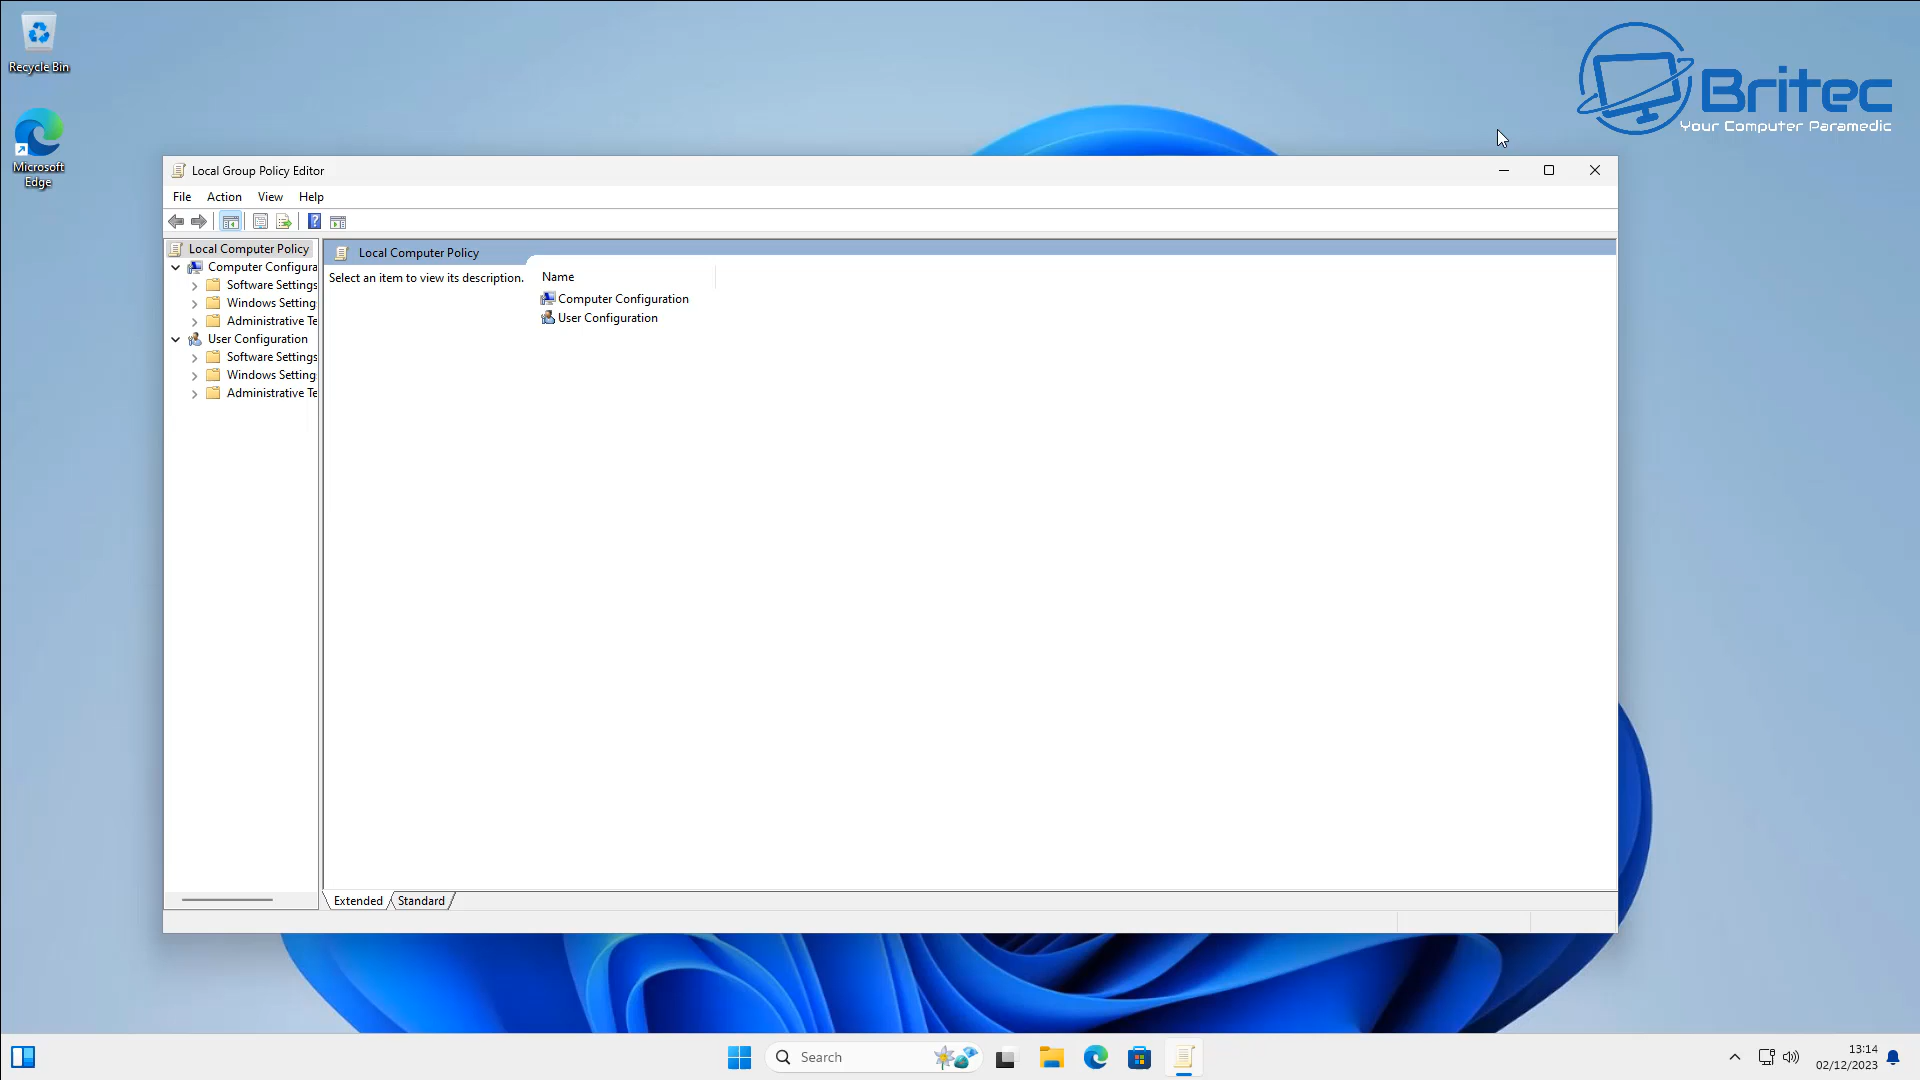 Recycle Bin
Microsoft
Edge
Britec
Your Computer Paramedic
Local Group Policy Editor
File Action View Help
Local Computer Policy
Computer Configura
Software Settings
Windows Setting
Administrative Te
User Configuration
Software Settings
Windows Setting
Administrative Te
Local Computer Policy
Select an item to view its description.
Name
Computer Configuration
User Configuration
Extended Standard
Search
13:14
02/12/2023